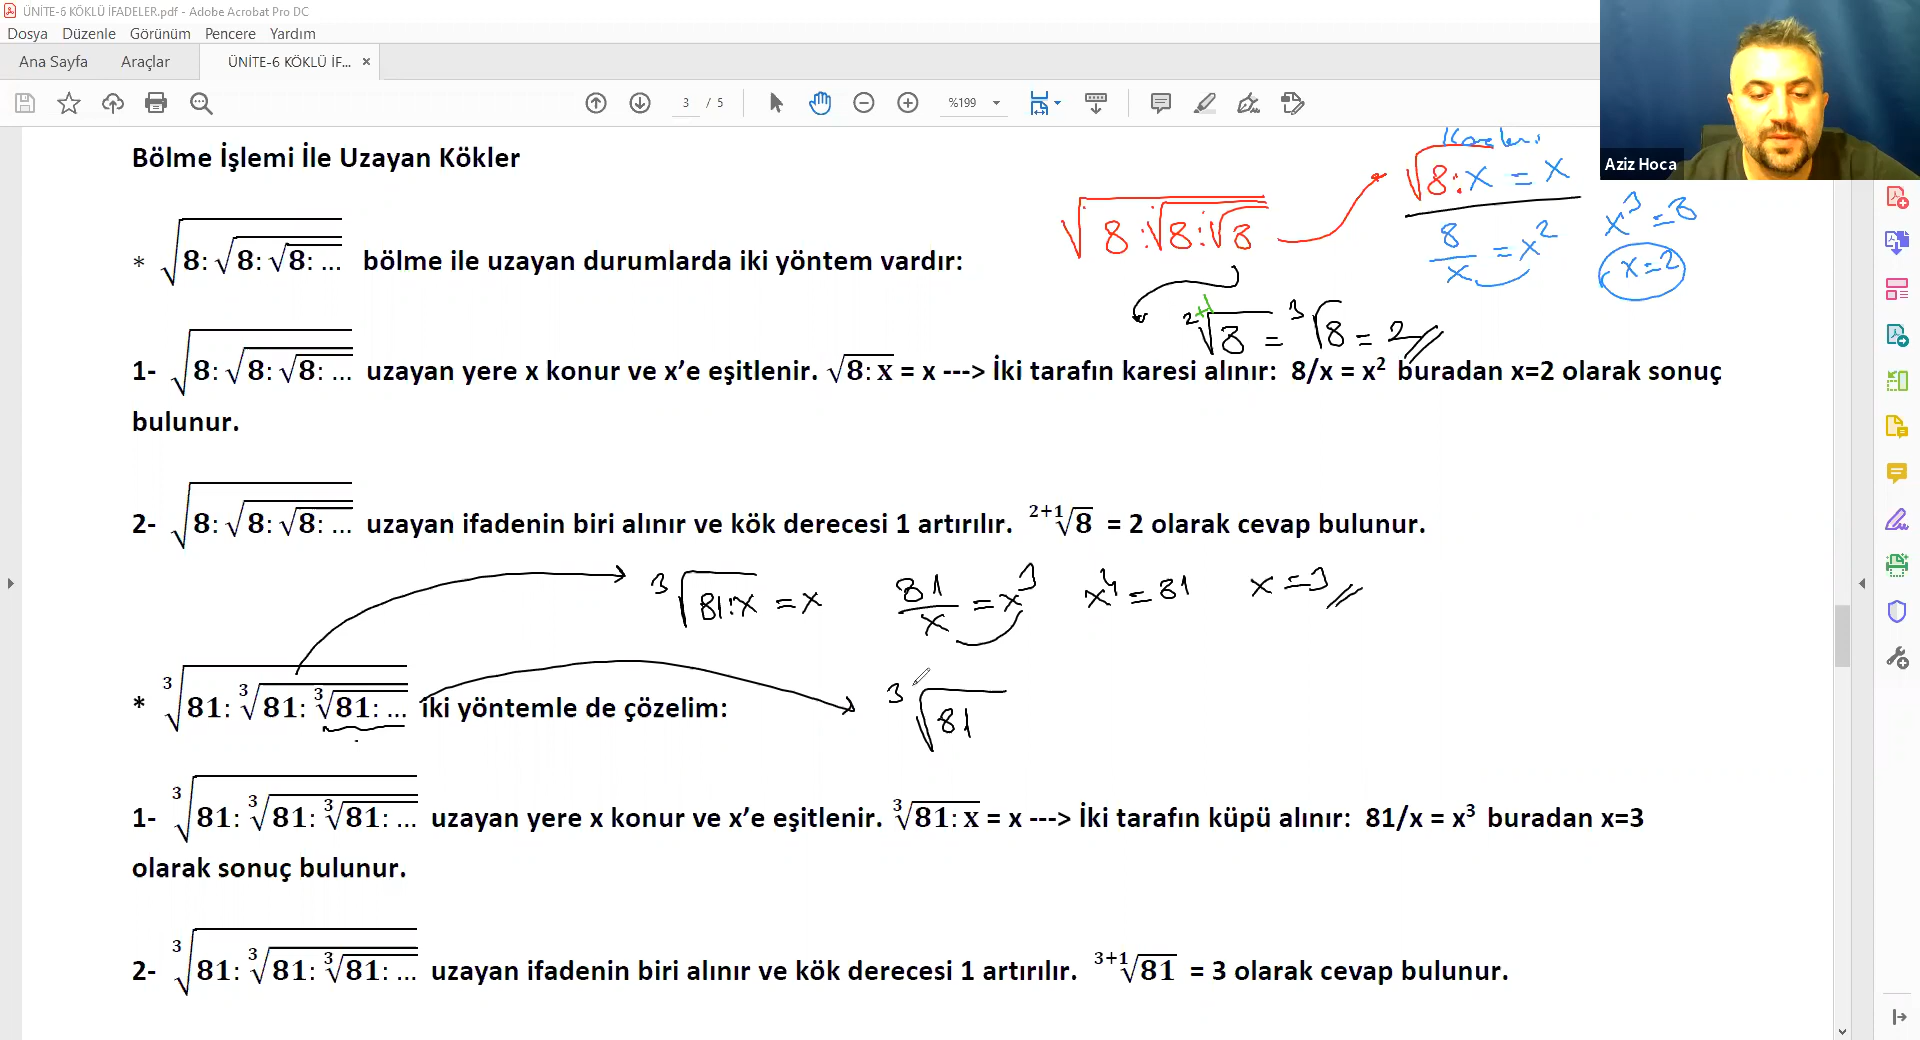 ÜNİTE-6 KÖKLÜ İFADELER.pdf - Adobe Acrobat Pro DC
Dosya Düzenle Görünüm Pencere Yardım
Ana Sayfa Araçlar ÜNİTE-6 KÖKLÜ İF... ×
3 / 5 %199
Aziz Hoca
Bölme İşlemi İle Uzayan Kökler
√8:x = x
8/x = x² x³=8
x=2
√8:√8:√8
* √8:√8:√8:... bölme ile uzayan durumlarda iki yöntem vardır:
²⁺¹√8 = ³√8 = 2
1- √8:√8:√8:... uzayan yere x konur ve x’e eşitlenir. √8:x = x ---> İki tarafın karesi alınır: 8/x = x² buradan x=2 olarak sonuç
bulunur.
2- √8:√8:√8:... uzayan ifadenin biri alınır ve kök derecesi 1 artırılır. ²⁺¹√8 = 2 olarak cevap bulunur.
³√81:x = x 81/x = x³ x⁴=81 x=3
* ³√81:³√81:³√81:... iki yöntemle de çözelim: ³√81
1- ³√81:³√81:³√81:... uzayan yere x konur ve x’e eşitlenir. ³√81:x = x ---> İki tarafın küpü alınır: 81/x = x³ buradan x=3
olarak sonuç bulunur.
2- ³√81:³√81:³√81:... uzayan ifadenin biri alınır ve kök derecesi 1 artırılır. ³⁺¹√81 = 3 olarak cevap bulunur.